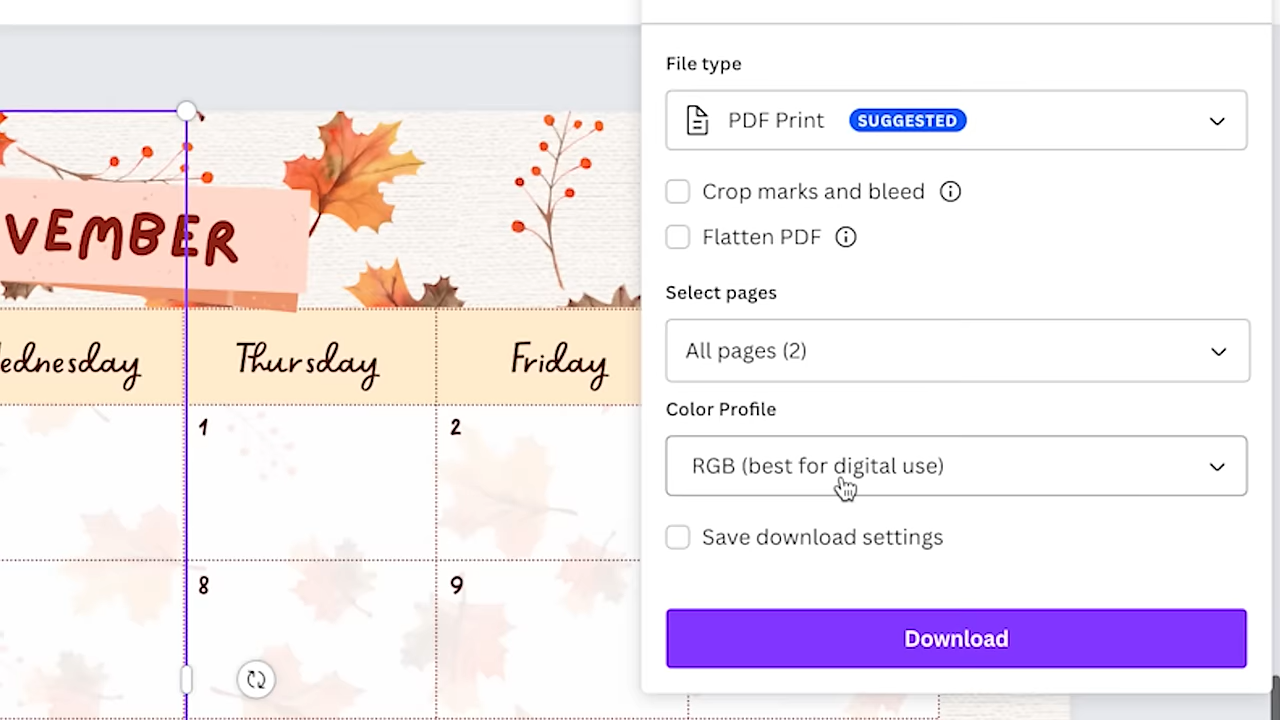 VEMBER
ednesday
Thursday
Friday
1
2
8
9
File type
PDF Print SUGGESTED
Crop marks and bleed
Flatten PDF
Select pages
All pages (2)
Color Profile
RGB (best for digital use)
Save download settings
Download